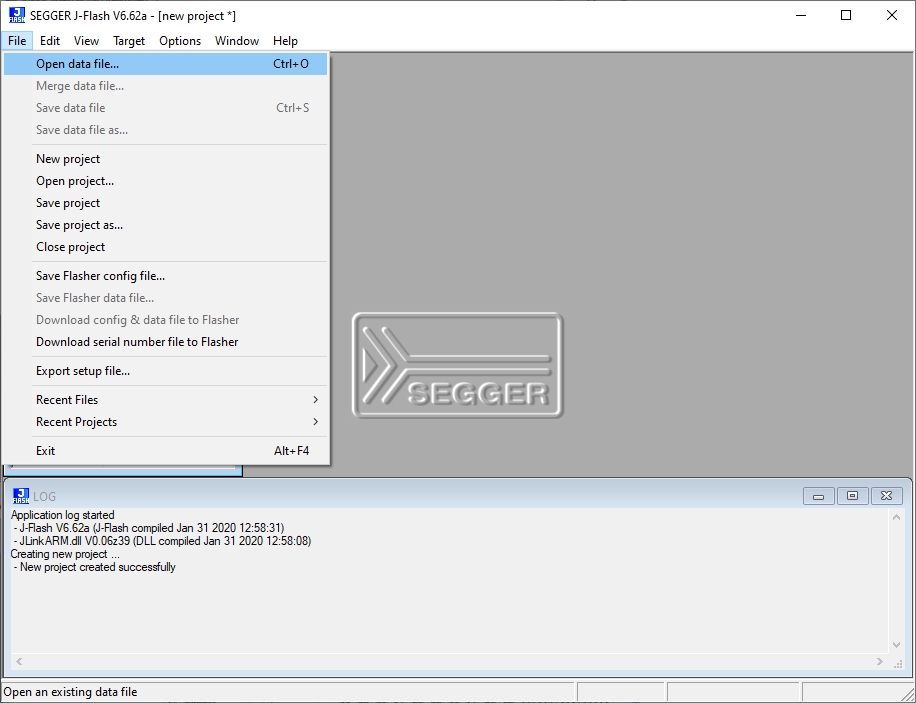 SEGGER J-Flash V6.62a - [new project *]
File Edit View Target Options Window Help
Open data file... Ctrl+O
Merge data file...
Save data file Ctrl+S
Save data file as...
New project
Open project...
Save project
Save project as...
Close project
Save Flasher config file...
Save Flasher data file...
Download config & data file to Flasher
Download serial number file to Flasher
Export setup file...
Recent Files
Recent Projects
Exit Alt+F4
SEGGER
J FLASH LOG
Application log started
- J-Flash V6.62a (J-Flash compiled Jan 31 2020 12:58:31)
- JLinkARM.dll V0.06z39 (DLL compiled Jan 31 2020 12:58:08)
Creating new project ...
- New project created successfully
Open an existing data file